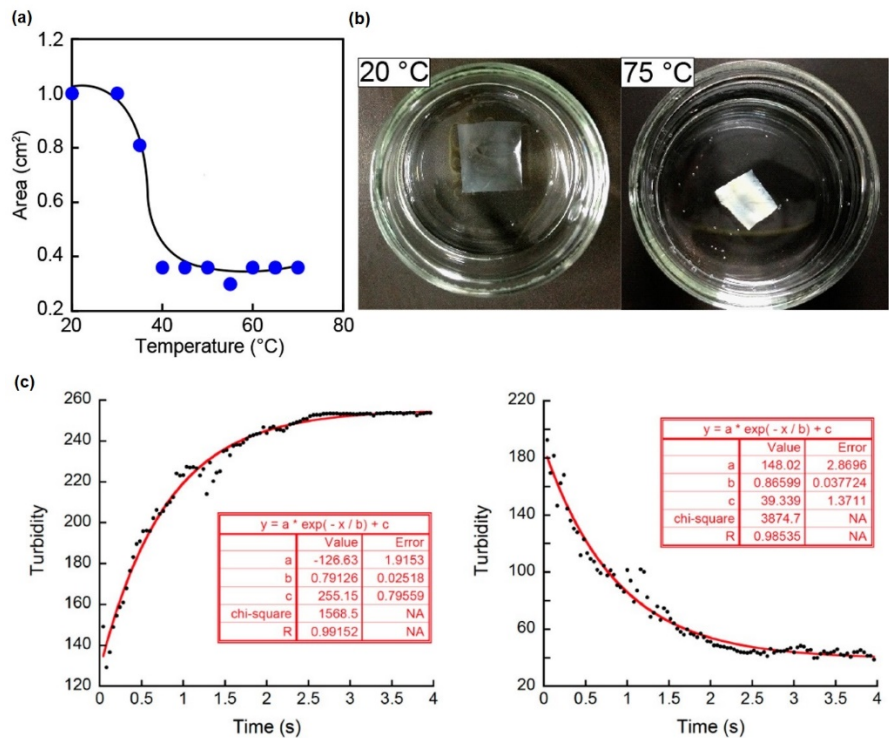 (a)
1.2
1.0
0.8
0.6
0.4
0.2
Area (cm²)
20 40 60 80
Temperature (°C)
(b)
20 °C
75 °C
(c)
260
240
220
200
180
160
140
120
Turbidity
0 0.5 1 1.5 2 2.5 3 3.5 4
Time (s)
y = a * exp( - x / b) + c
Value Error
a -126.63 1.9153
b 0.79126 0.02518
c 255.15 0.79559
chi-square 1568.5 NA
R 0.99152 NA
220
180
140
100
60
20
Turbidity
0 0.5 1 1.5 2 2.5 3 3.5 4
Time (s)
y = a * exp( - x / b) + c
Value Error
a 148.02 2.8696
b 0.86599 0.037724
c 39.339 1.3711
chi-square 3874.7 NA
R 0.98535 NA